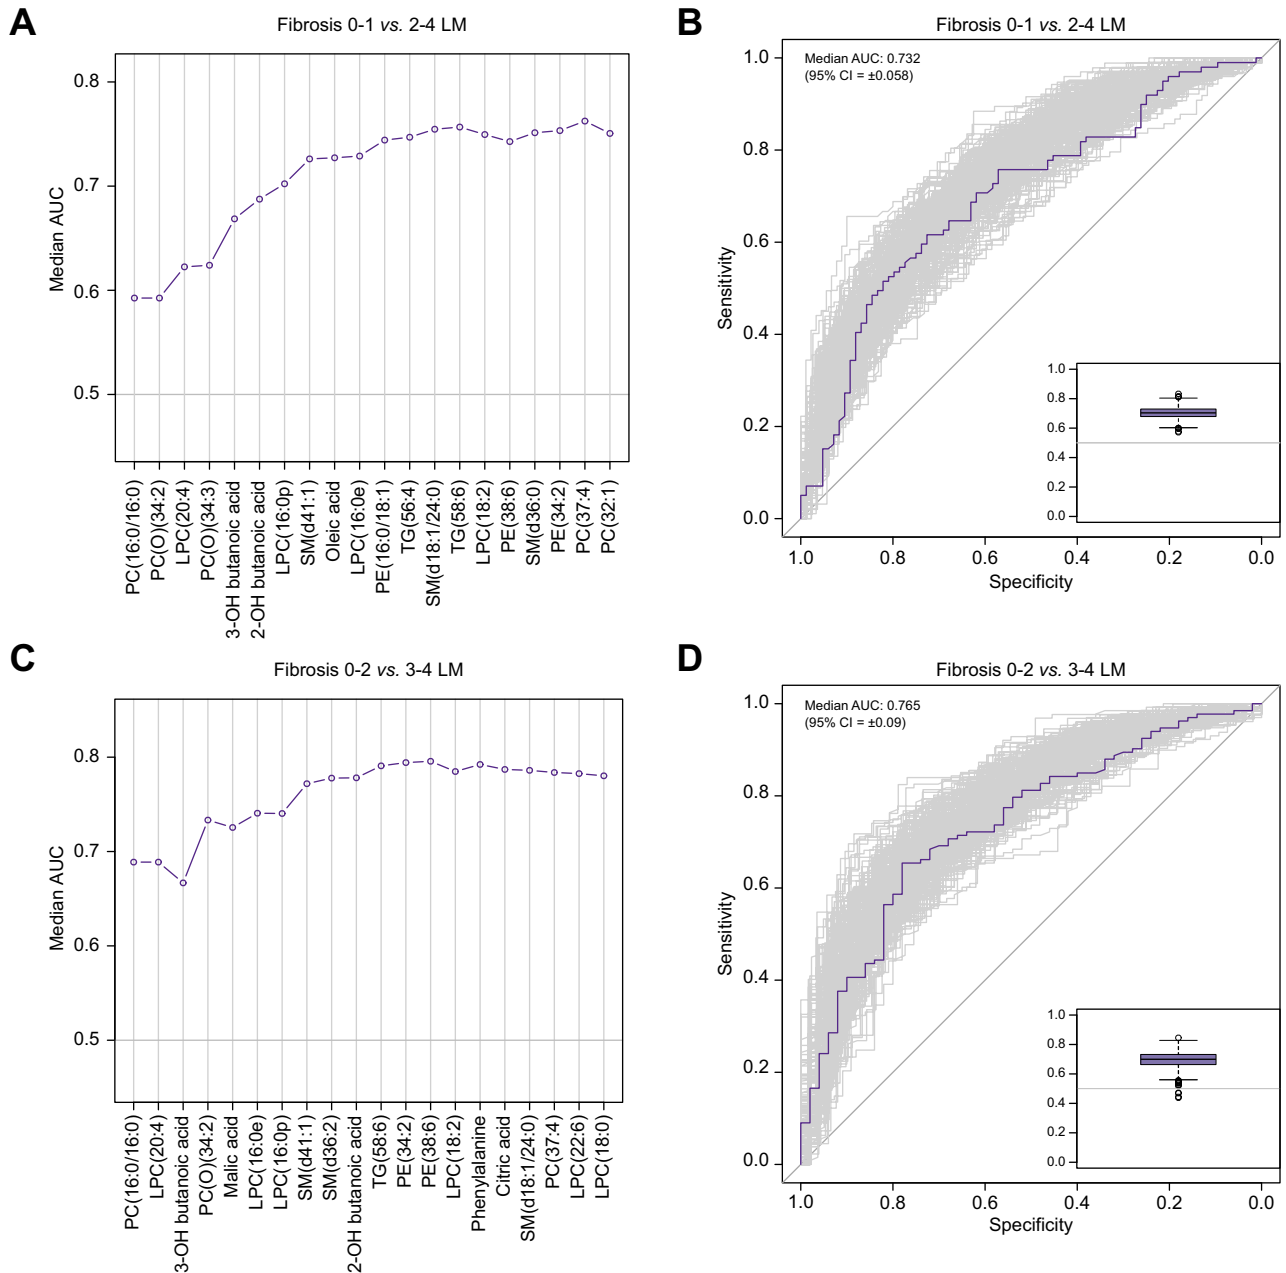 A
Fibrosis 0-1 vs. 2-4 LM
Median AUC
0.8
0.7
0.6
0.5
PC(16:0/16:0)
PC(O)(34:2)
LPC(20:4)
PC(O)(34:3)
3-OH butanoic acid
2-OH butanoic acid
LPC(16:0p)
SM(d41:1)
Oleic acid
LPC(16:0e)
PE(16:0/18:1)
TG(56:4)
SM(d18:1/24:0)
TG(58:6)
LPC(18:2)
PE(38:6)
SM(d36:0)
PE(34:2)
PC(37:4)
PC(32:1)
B
Fibrosis 0-1 vs. 2-4 LM
Median AUC: 0.732
(95% CI = ±0.058)
Sensitivity
1.0
0.8
0.6
0.4
0.2
0.0
1.0
0.8
0.6
0.4
0.2
0.0
1.0 0.8 0.6 0.4 0.2 0.0
Specificity
C
Fibrosis 0-2 vs. 3-4 LM
Median AUC
0.8
0.7
0.6
0.5
PC(16:0/16:0)
LPC(20:4)
3-OH butanoic acid
PC(O)(34:2)
Malic acid
LPC(16:0e)
LPC(16:0p)
SM(d41:1)
SM(d36:2)
2-OH butanoic acid
TG(58:6)
PE(34:2)
PE(38:6)
LPC(18:2)
Phenylalanine
Citric acid
SM(d18:1/24:0)
PC(37:4)
LPC(22:6)
LPC(18:0)
D
Fibrosis 0-2 vs. 3-4 LM
Median AUC: 0.765
(95% CI = ±0.09)
Sensitivity
1.0
0.8
0.6
0.4
0.2
0.0
1.0
0.8
0.6
0.4
0.2
0.0
1.0 0.8 0.6 0.4 0.2 0.0
Specificity